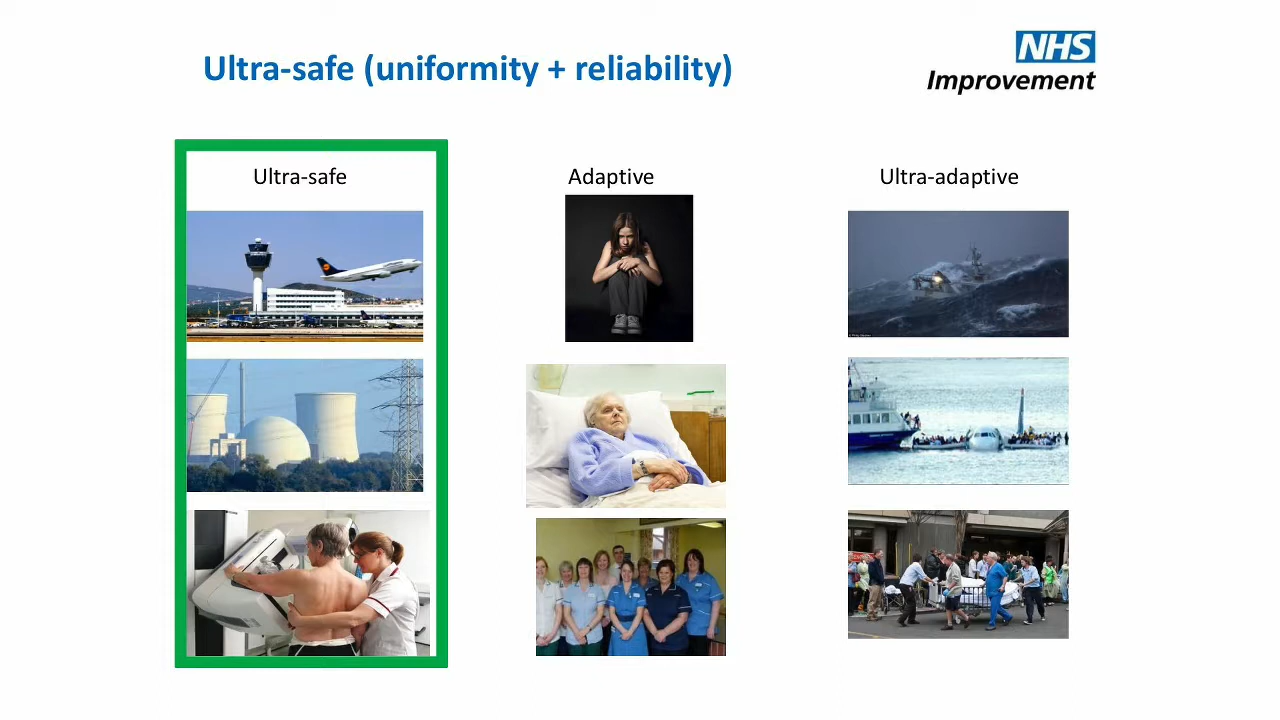 Ultra-safe (uniformity + reliability)
NHS
Improvement
Ultra-safe
Adaptive
Ultra-adaptive